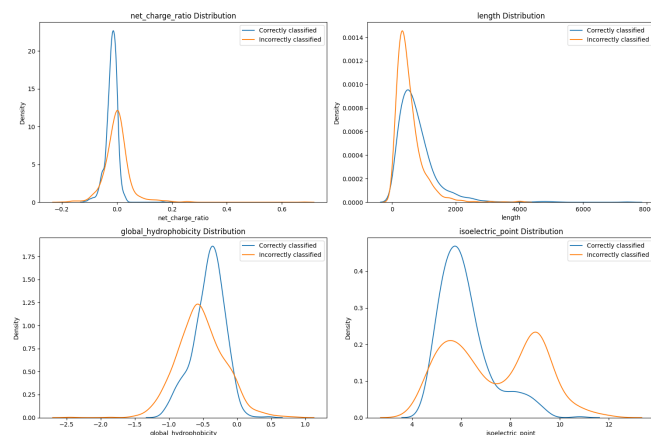 net_charge_ratio Distribution
Correctly classified
Incorrectly classified
Density
20
15
10
5
0
-0.2
0.0
0.2
0.4
0.6
net_charge_ratio
length Distribution
Correctly classified
Incorrectly classified
Density
0.0014
0.0012
0.0010
0.0008
0.0006
0.0004
0.0002
0.0000
0
2000
4000
6000
8000
length
global_hydrophobicity Distribution
Correctly classified
Incorrectly classified
Density
1.75
1.50
1.25
1.00
0.75
0.50
0.25
0.00
-2.5
-2.0
-1.5
-1.0
-0.5
0.0
0.5
1.0
global_hydrophobicity
isoelectric_point Distribution
Correctly classified
Incorrectly classified
Density
0.4
0.3
0.2
0.1
0.0
4
6
8
10
12
isoelectric_point